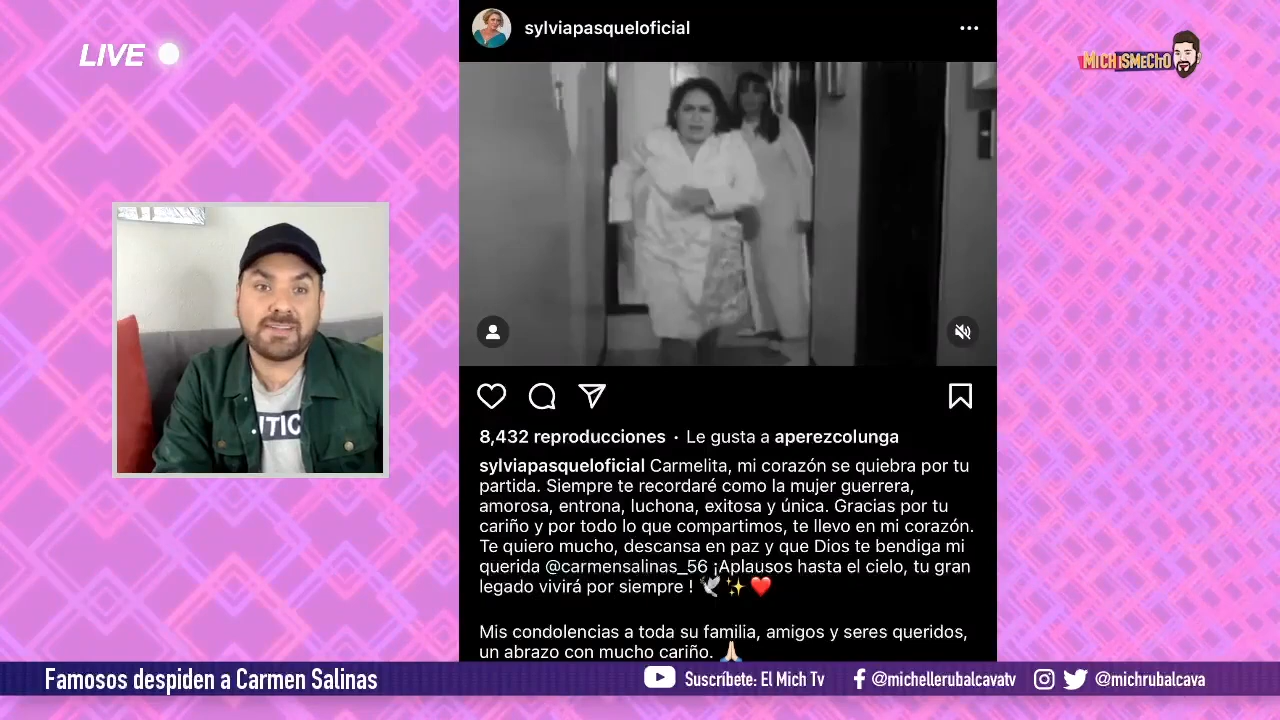 LIVE
sylviapasqueloficial
MICHISMECITO
ITIC
8,432 reproducciones · Le gusta a aperezcolunga
sylviapasqueloficial Carmelita, mi corazón se quiebra por tu
partida. Siempre te recordaré como la mujer guerrera,
amorosa, entrona, luchona, exitosa y única. Gracias por tu
cariño y por todo lo que compartimos, te llevo en mi corazón.
Te quiero mucho, descansa en paz y que Dios te bendiga mi
querida @carmensalinas_56 ¡Aplausos hasta el cielo, tu gran
legado vivirá por siempre ! 🕊️✨❤️
Mis condolencias a toda su familia, amigos y seres queridos,
un abrazo con mucho cariño. 🙏🏻
Famosos despiden a Carmen Salinas
Suscríbete: El Mich Tv
@michellerubalcavatv
@michrubalcava